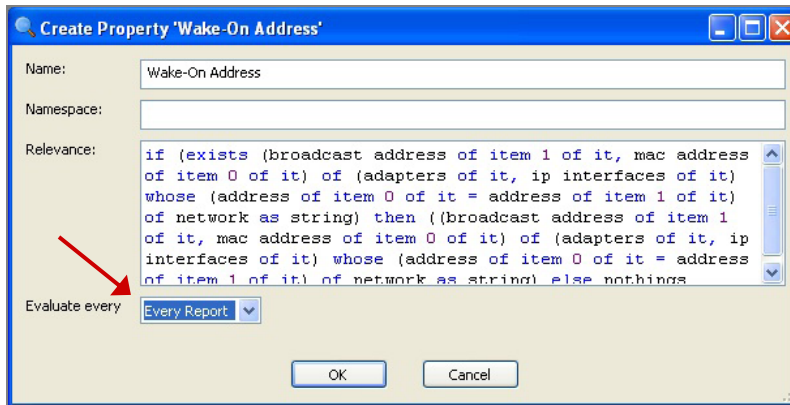 Create Property 'Wake-On Address'
Name:
Wake-On Address
Namespace:
Relevance:
if (exists (broadcast address of item 1 of it, mac address
of item 0 of it) of (adapters of it, ip interfaces of it)
whose (address of item 0 of it = address of item 1 of it)
of network as string) then ((broadcast address of item 1
of it, mac address of item 0 of it) of (adapters of it, ip
interfaces of it) whose (address of item 0 of it = address
of item 1 of it) of network as string) else nothings
Evaluate every
Every Report
OK
Cancel